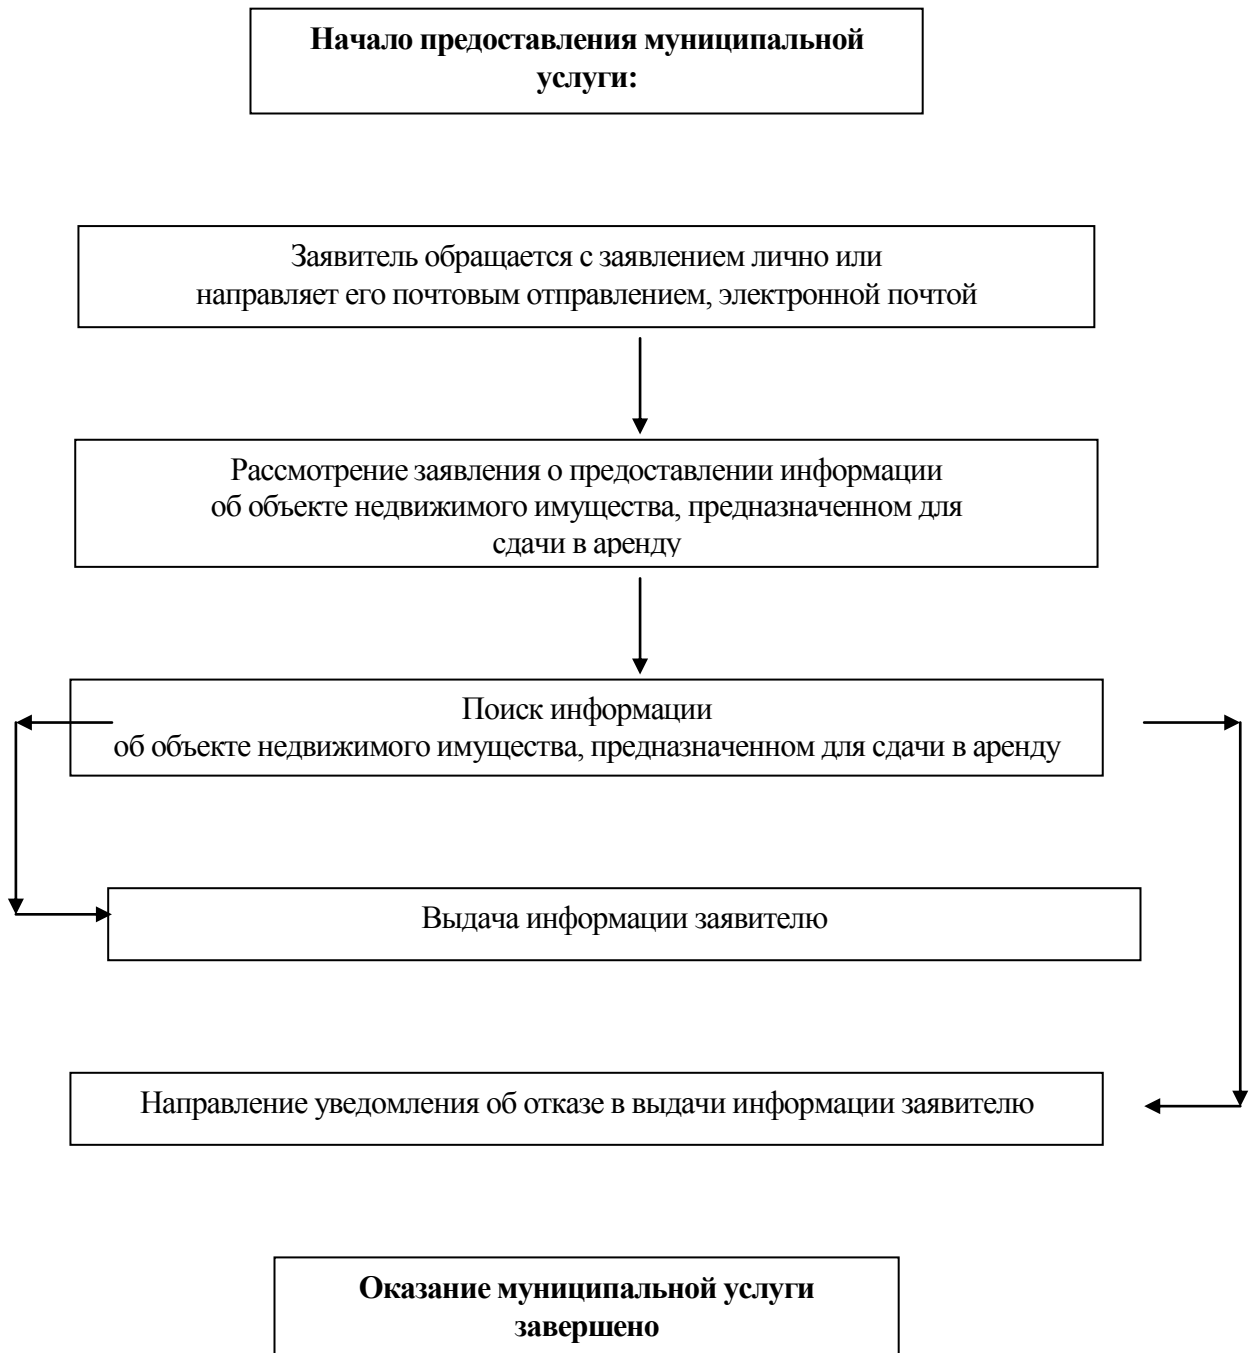 Начало предоставления муниципальной
услуги:
Заявитель обращается с заявлением лично или
направляет его почтовым отправлением, электронной почтой
Рассмотрение заявления о предоставлении информации
об объекте недвижимого имущества, предназначенном для
сдачи в аренду
Поиск информации
об объекте недвижимого имущества, предназначенном для сдачи в аренду
Выдача информации заявителю
Направление уведомления об отказе в выдачи информации заявителю
Оказание муниципальной услуги
завершено